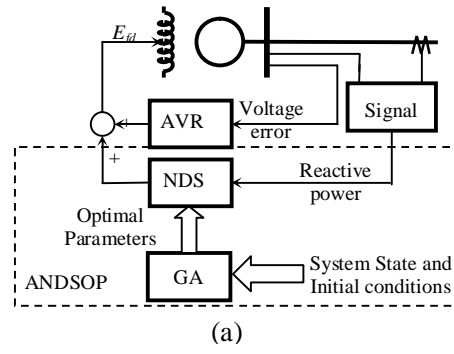 E_fd
AVR
Voltage
error
Signal
+
+
NDS
Reactive
power
Optimal
Parameters
ANDSOP
GA
System State and
Initial conditions
(a)